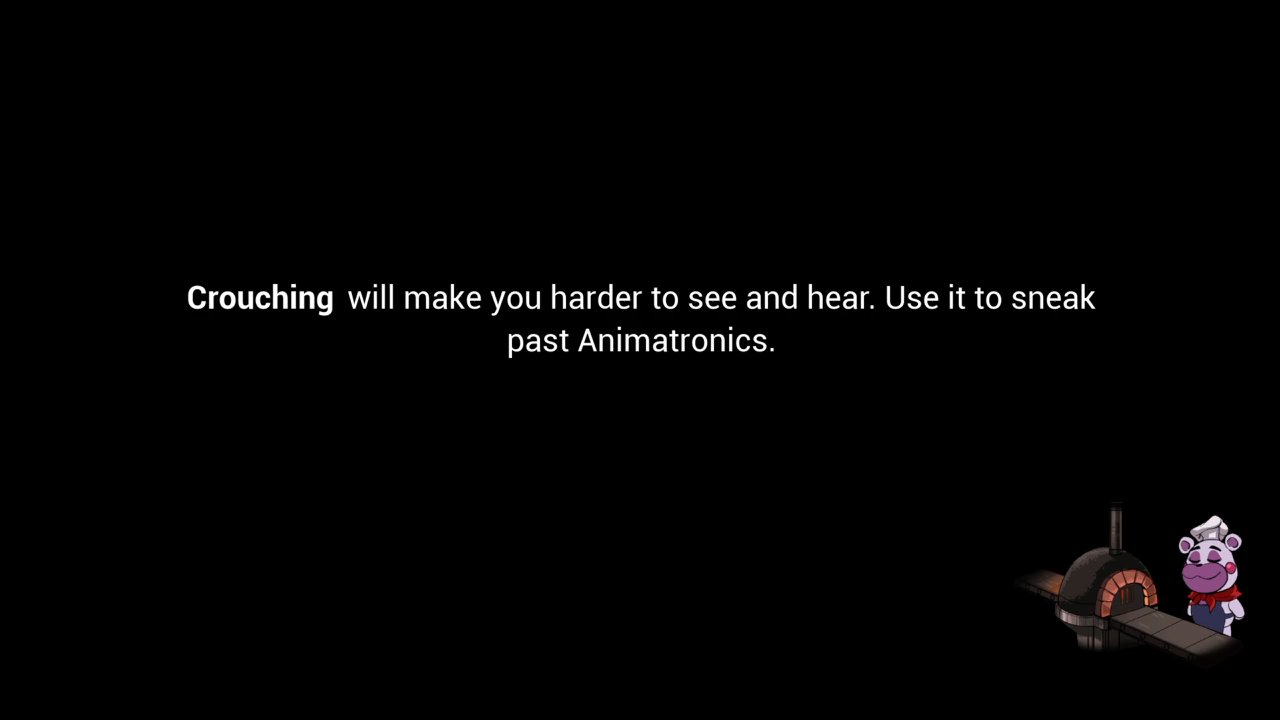 Crouching will make you harder to see and hear. Use it to sneak
past Animatronics.